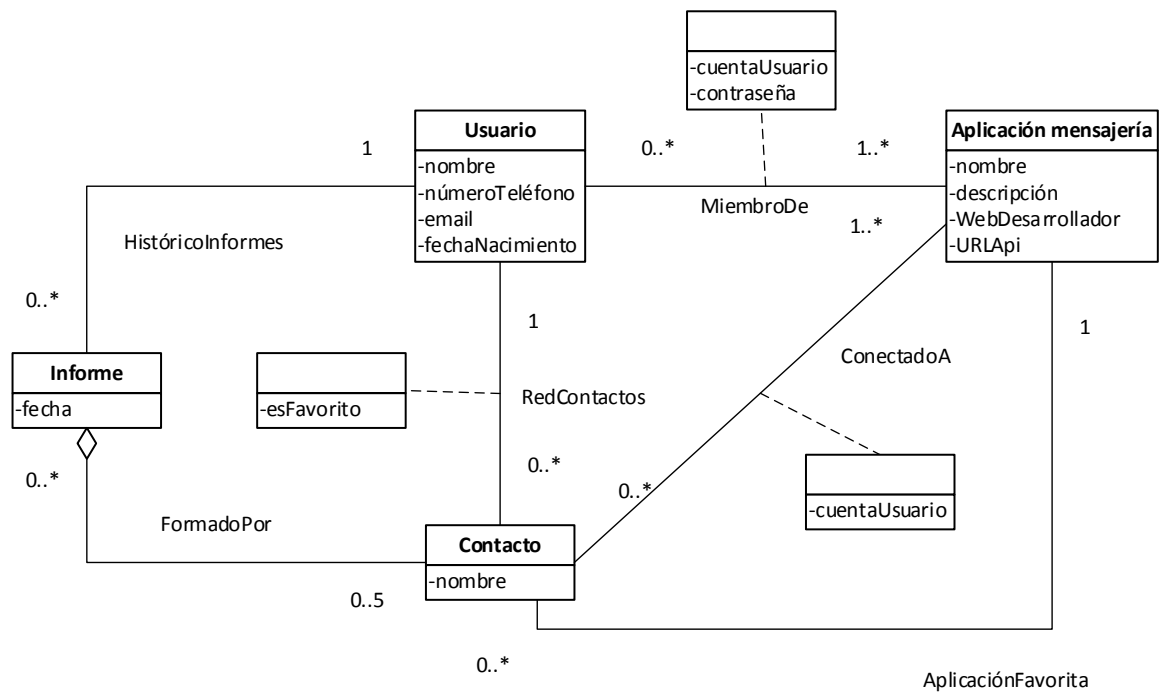 -cuentaUsuario
-contraseña
Usuario
-nombre
-númeroTeléfono
-email
-fechaNacimiento
Aplicación mensajería
-nombre
-descripción
-WebDesarrollador
-URLApi
1
0..*
1..*
MiembroDe
1..*
HistóricoInformes
0..*
1
1
ConectadoA
Informe
-fecha
-esFavorito
RedContactos
0..*
0..*
0..*
-cuentaUsuario
FormadoPor
Contacto
-nombre
0..5
0..*
AplicaciónFavorita